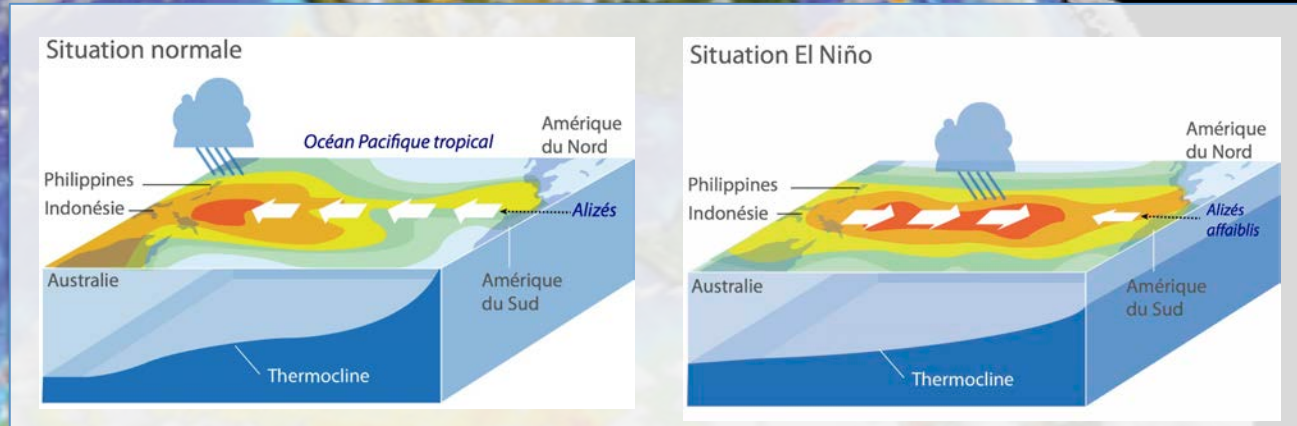 Situation normale
Océan Pacifique tropical
Amérique
du Nord
Philippines
Indonésie
Alizés
Australie
Amérique
du Sud
Thermocline
Situation El Niño
Amérique
du Nord
Philippines
Indonésie
Alizés
affaiblis
Australie
Amérique
du Sud
Thermocline